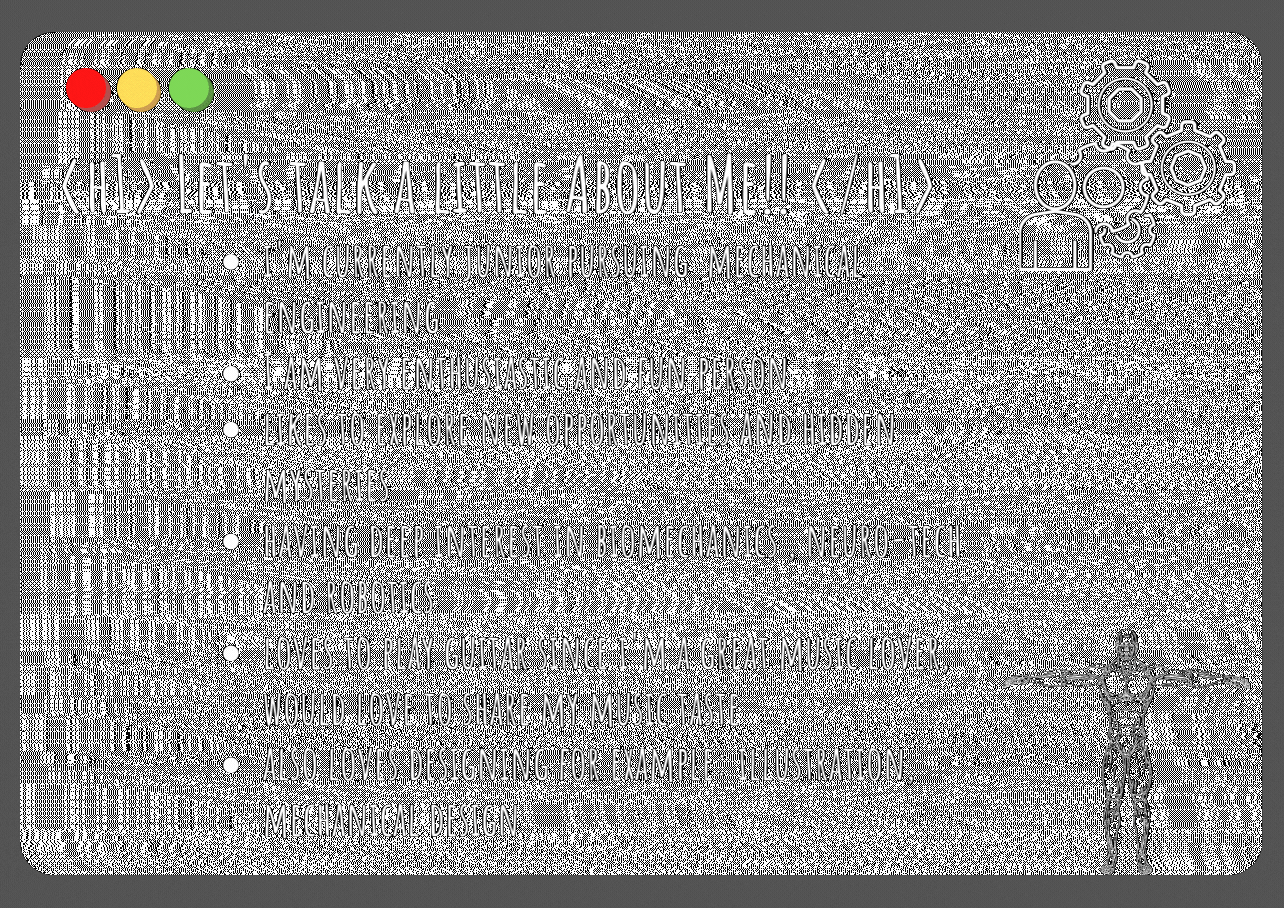 <h1> Let's talk a little About Me!! </h1>
I'm currently junior pursuing Mechanical
Engineering
I am very enthusiastic and fun person
Likes to explore new opportunities and hidden
Mysteries
Having deep interest in Biomechanics, Neuro-tech
and Robotics
Loves to play guitar since I'm a great music lover
would love to share my music taste
Also loves designing for example: illustration,
Mechanical design